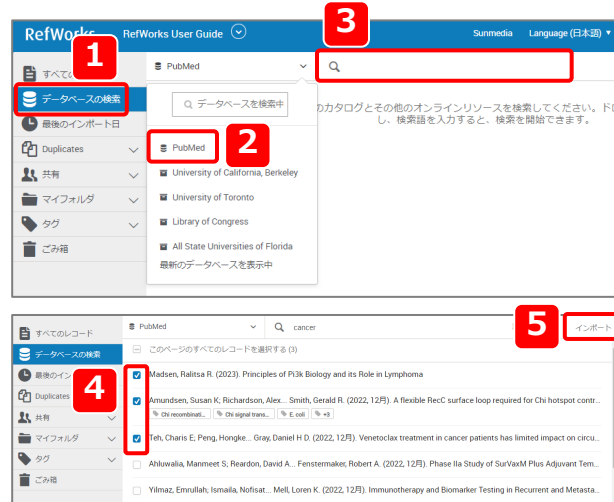 RefWorks RefWorks User Guide Sunmedia Language (日本語)
3
1
すべての
PubMed
データベースの検索
データベースを検索中
のカタログとその他のオンラインリソースを検索してください。ドロ
し、検索語を入力すると、検索を開始できます。
最後のインポート日
Duplicates
PubMed
2
共有
University of California, Berkeley
マイフォルダ
University of Toronto
タグ
Library of Congress
ごみ箱
All State Universities of Florida
最新のデータベースを表示中
すべてのレコード
PubMed
cancer
5
インポート
データベースの検索
このページのすべてのレコードを選択する (3)
最後のイン
4
Madsen, Ralitsa R. (2023). Principles of Pi3k Biology and its Role in Lymphoma
Duplicates
Amundsen, Susan K; Richardson, Alex... Smith, Gerald R. (2022, 12月). A flexible RecC surface loop required for Chi hotspot contr...
Chi recombinati... Chi signal trans... E. coli +3
共有
マイフォルダ
Teh, Charis E; Peng, Hongke... Gray, Daniel H D. (2022, 12月). Venetoclax treatment in cancer patients has limited impact on circu...
タグ
Ahluwalia, Manmeet S; Reardon, David A... Fenstermaker, Robert A. (2022, 12月). Phase IIa Study of SurVaxM Plus Adjuvant Tem...
ごみ箱
Yilmaz, Emrullah; Ismaila, Nofisat... Mell, Loren K. (2022, 12月). Immunotherapy and Biomarker Testing in Recurrent and Metasta...